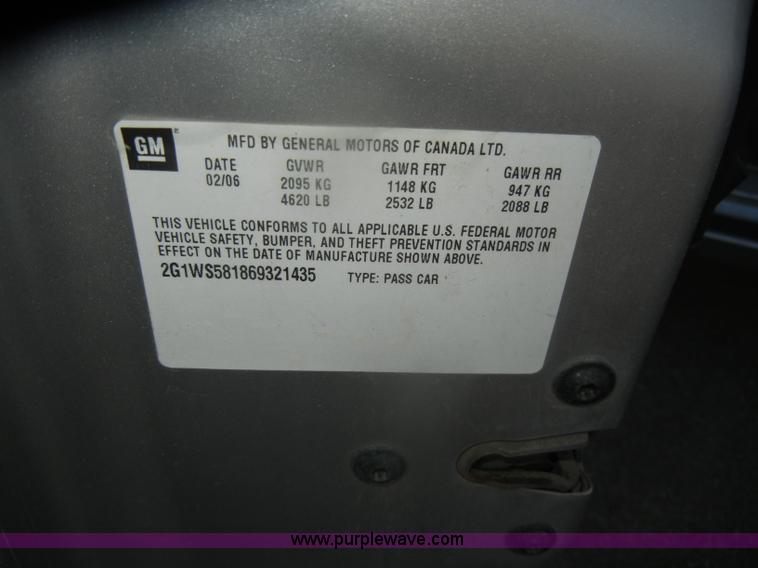 GM
MFD BY GENERAL MOTORS OF CANADA LTD.
DATE GVWR GAWR FRT GAWR RR
02/06 2095 KG 1148 KG 947 KG
4620 LB 2532 LB 2088 LB
THIS VEHICLE CONFORMS TO ALL APPLICABLE U.S. FEDERAL MOTOR
VEHICLE SAFETY, BUMPER, AND THEFT PREVENTION STANDARDS IN
EFFECT ON THE DATE OF MANUFACTURE SHOWN ABOVE.
2G1WS581869321435 TYPE: PASS CAR
www.purplewave.com